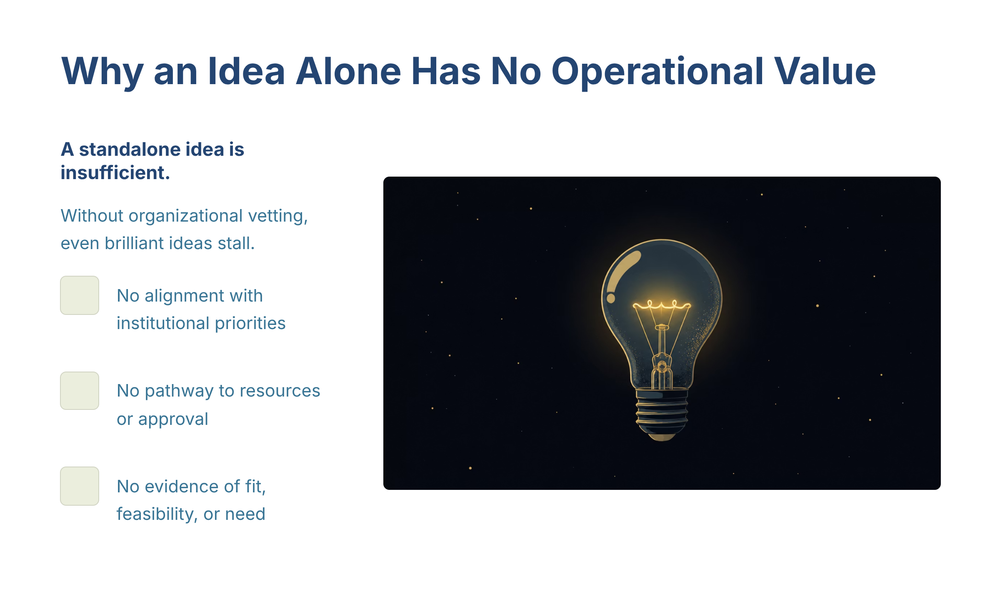 Why an Idea Alone Has No Operational Value
A standalone idea is
insufficient.
Without organizational vetting,
even brilliant ideas stall.
No alignment with
institutional priorities
No pathway to resources
or approval
No evidence of fit,
feasibility, or need